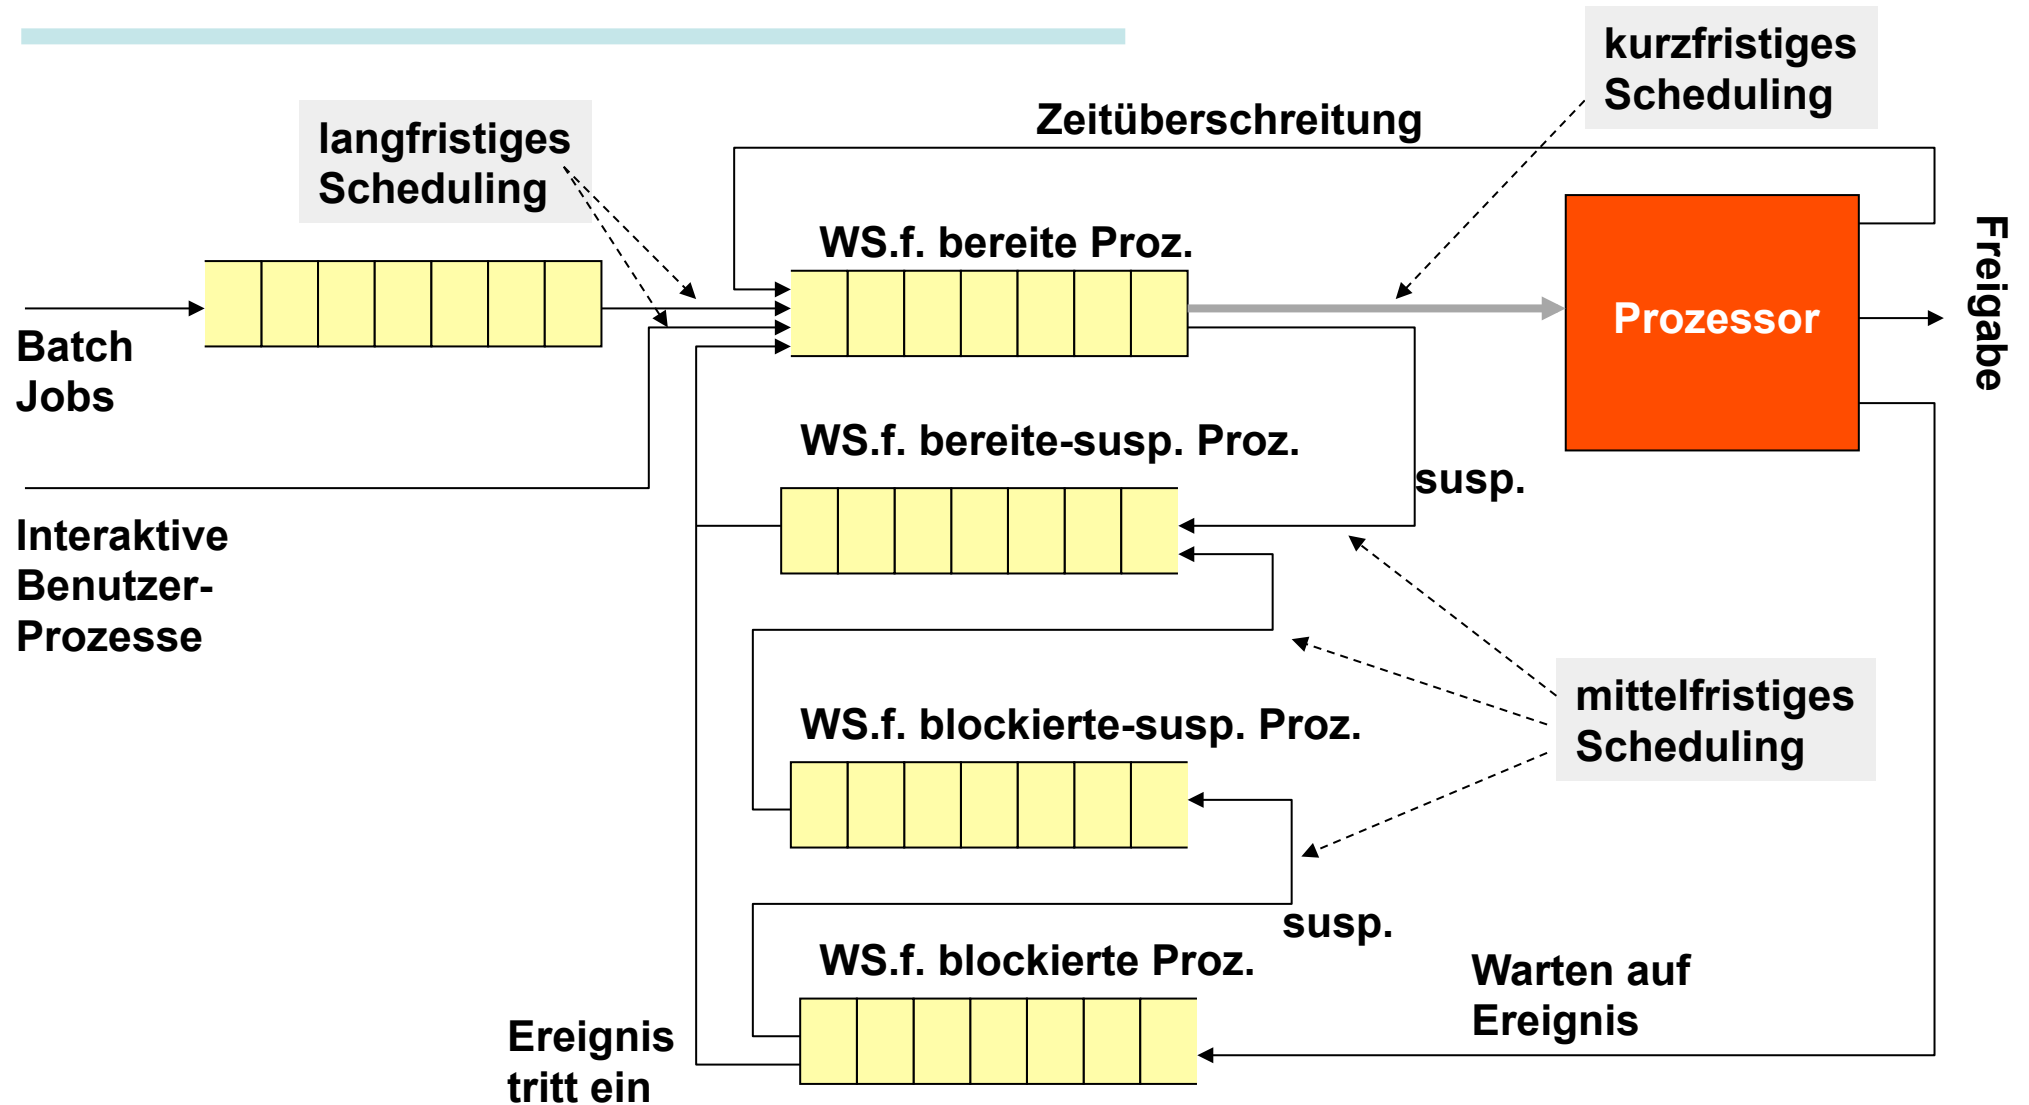 kurzfristiges
Scheduling
Zeitüberschreitung
langfristiges
Scheduling
WS.f. bereite Proz.
Freigabe
Prozessor
Batch
Jobs
WS.f. bereite-susp. Proz.
susp.
Interaktive
Benutzer-
Prozesse
mittelfristiges
Scheduling
WS.f. blockierte-susp. Proz.
susp.
WS.f. blockierte Proz.
Warten auf
Ereignis
Ereignis
tritt ein